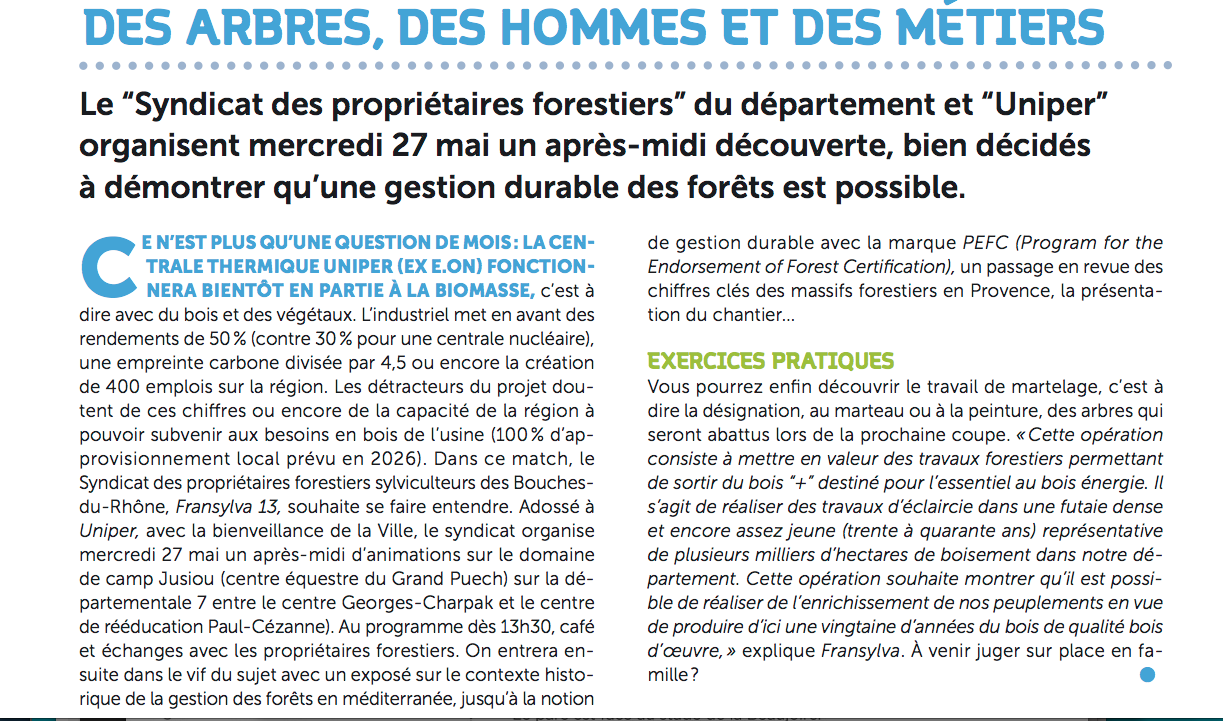 DES ARBRES, DES HOMMES ET DES MÉTIERS
Le “Syndicat des propriétaires forestiers” du département et “Uniper”
organisent mercredi 27 mai un après-midi découverte, bien décidés
à démontrer qu’une gestion durable des forêts est possible.
CE N’EST PLUS QU’UNE QUESTION DE MOIS : LA CEN-
TRALE THERMIQUE UNIPER (EX E.ON) FONCTION-
NERA BIENTÔT EN PARTIE À LA BIOMASSE, c’est à
dire avec du bois et des végétaux. L’industriel met en avant des
rendements de 50 % (contre 30 % pour une centrale nucléaire),
une empreinte carbone divisée par 4,5 ou encore la création
de 400 emplois sur la région. Les détracteurs du projet dou-
tent de ces chiffres ou encore de la capacité de la région à
pouvoir subvenir aux besoins en bois de l’usine (100 % d’ap-
provisionnement local prévu en 2026). Dans ce match, le
Syndicat des propriétaires forestiers sylviculteurs des Bouches-
du-Rhône, Fransylva 13, souhaite se faire entendre. Adossé à
Uniper, avec la bienveillance de la Ville, le syndicat organise
mercredi 27 mai un après-midi d’animations sur le domaine
de camp Jusiou (centre équestre du Grand Puech) sur la dé-
partementale 7 entre le centre Georges-Charpak et le centre
de rééducation Paul-Cézanne). Au programme dès 13h30, café
et échanges avec les propriétaires forestiers. On entrera en-
suite dans le vif du sujet avec un exposé sur le contexte histo-
rique de la gestion des forêts en méditerranée, jusqu’à la notion
de gestion durable avec la marque PEFC (Program for the
Endorsement of Forest Certification), un passage en revue des
chiffres clés des massifs forestiers en Provence, la présenta-
tion du chantier...
EXERCICES PRATIQUES
Vous pourrez enfin découvrir le travail de martelage, c’est à
dire la désignation, au marteau ou à la peinture, des arbres qui
seront abattus lors de la prochaine coupe. « Cette opération
consiste à mettre en valeur des travaux forestiers permettant
de sortir du bois “+” destiné pour l’essentiel au bois énergie. Il
s’agit de réaliser des travaux d’éclaircie dans une futaie dense
et encore assez jeune (trente à quarante ans) représentative
de plusieurs milliers d’hectares de boisement dans notre dé-
partement. Cette opération souhaite montrer qu’il est possi-
ble de réaliser de l’enrichissement de nos peuplements en vue
de produire d’ici une vingtaine d’années du bois de qualité bois
d’œuvre, » explique Fransylva. À venir juger sur place en fa-
mille ?